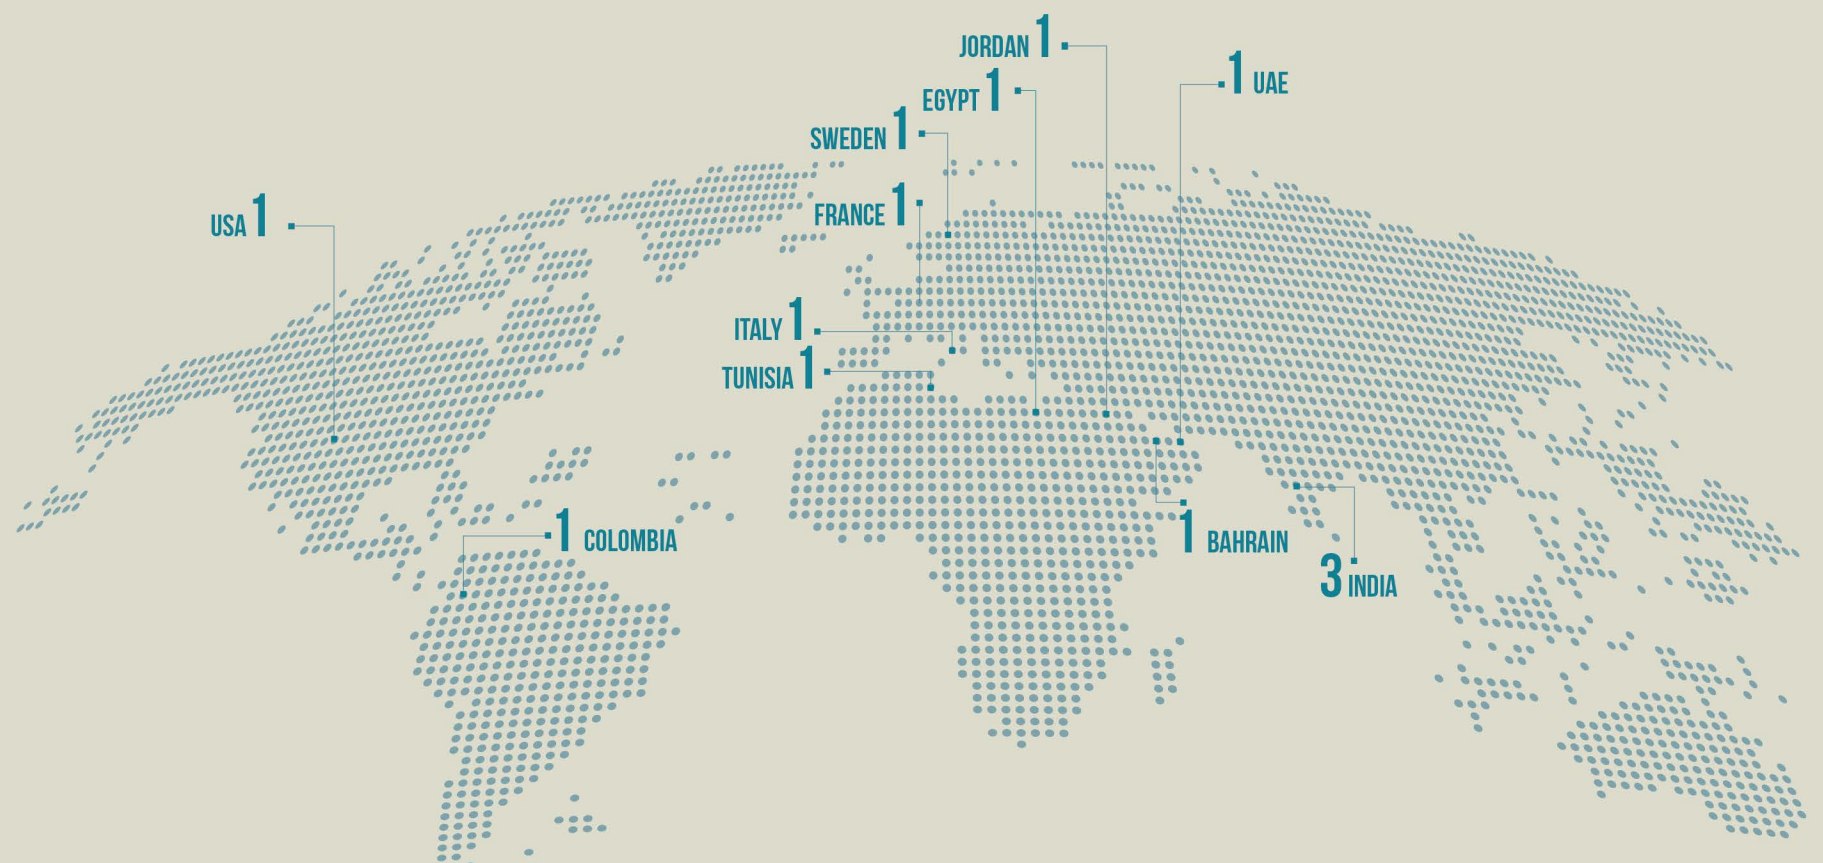 JORDAN 1
1 UAE
EGYPT 1
SWEDEN 1
FRANCE 1
USA 1
ITALY 1
TUNISIA 1
1 COLOMBIA
1 BAHRAIN
3 INDIA